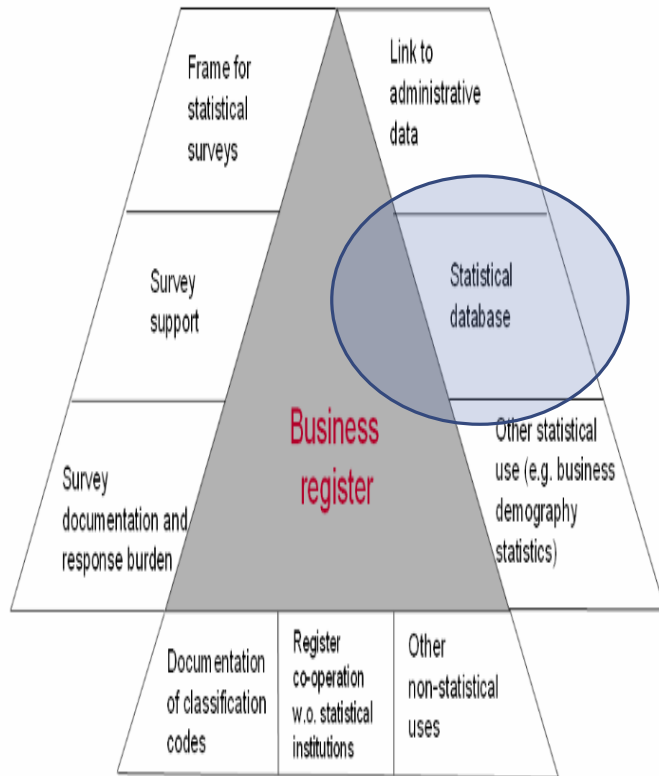 Frame for
statistical
surveys
Link to
administrative
data
Survey
support
Statistical
database
Business
register
Survey
documentation and
response burden
Other statistical
use (e.g. business
demography
statistics)
Documentation
of classification
codes
Register
co-operation
w.o. statistical
institutions
Other
non-statistical
uses